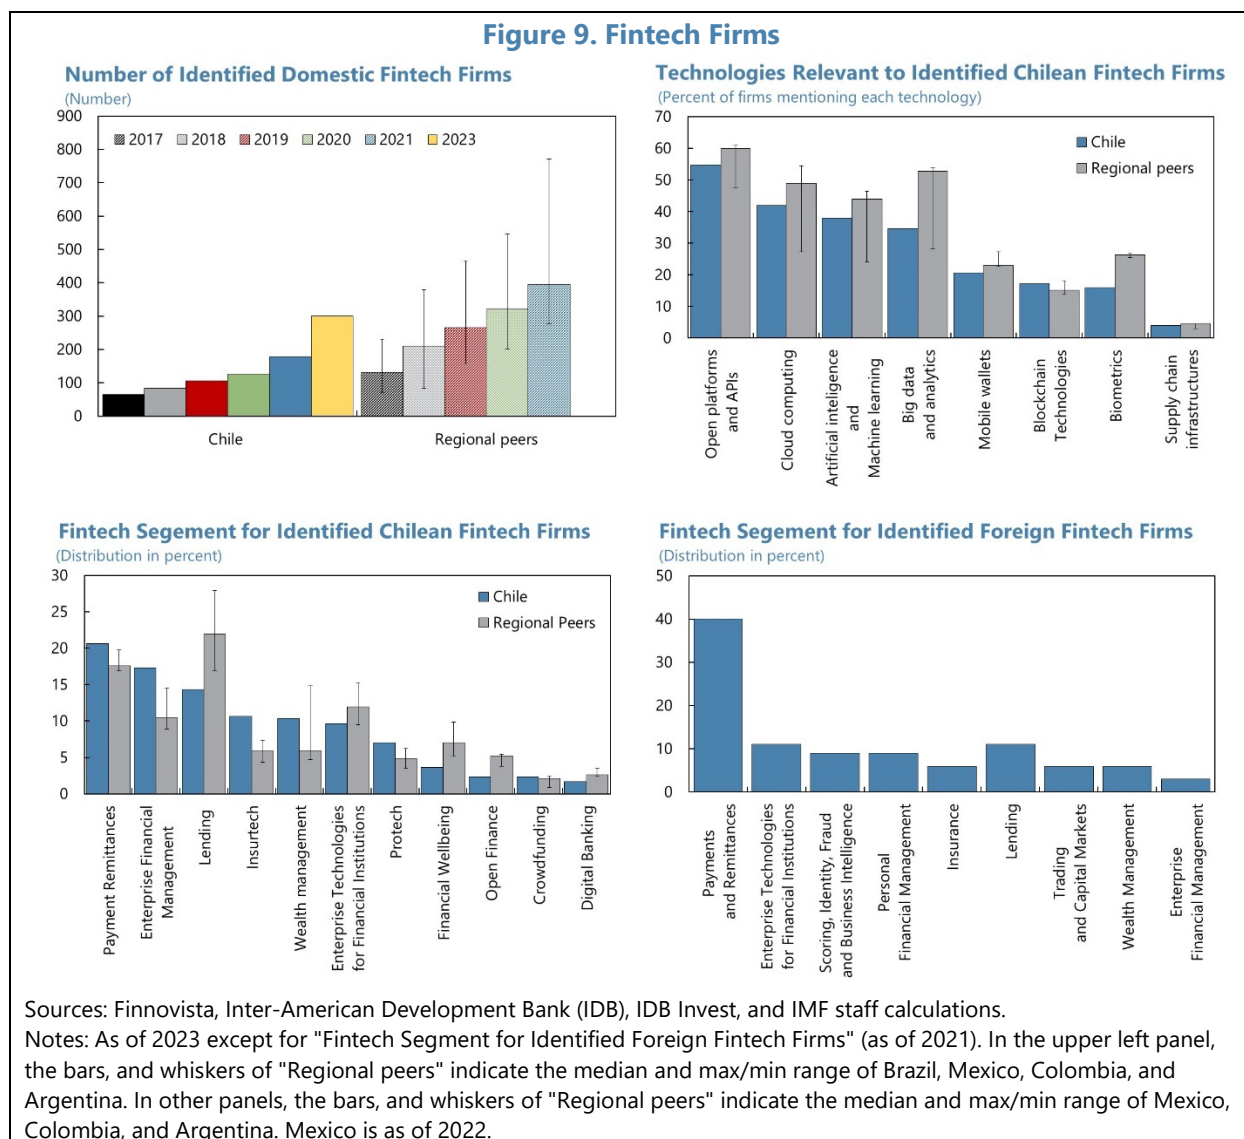 Figure 9. Fintech Firms
Number of Identified Domestic Fintech Firms
(Number)
900
800
700
600
500
400
300
200
100
0
2017 2018 2019 2020 2021 2023
Chile Regional peers
Technologies Relevant to Identified Chilean Fintech Firms
(Percent of firms mentioning each technology)
70
60
50
40
30
20
10
0
Chile
Regional peers
Open platforms
and APIs
Cloud computing
Artificial inteligence
and
Machine learning
Big data
and analytics
Mobile wallets
Blockchain
Technologies
Biometrics
Supply chain
infrastructures
Fintech Segement for Identified Chilean Fintech Firms
(Distribution in percent)
30
25
20
15
10
5
0
Chile
Regional Peers
Payment Remittances
Enterprise Financial
Management
Lending
Insurtech
Wealth management
Enterprise Technologies
for Financial Institutions
Protech
Financial Wellbeing
Open Finance
Crowdfunding
Digital Banking
Fintech Segement for Identified Foreign Fintech Firms
(Distribution in percent)
50
40
30
20
10
0
Payments
and Remittances
Enterprise Technologies
for Financial Institutions
Scoring, Identity, Fraud
and Business Intelligence
Personal
Financial Management
Insurance
Lending
Trading
and Capital Markets
Wealth Management
Enterprise
Financial Management
Sources: Finnovista, Inter-American Development Bank (IDB), IDB Invest, and IMF staff calculations.
Notes: As of 2023 except for "Fintech Segment for Identified Foreign Fintech Firms" (as of 2021). In the upper left panel,
the bars, and whiskers of "Regional peers" indicate the median and max/min range of Brazil, Mexico, Colombia, and
Argentina. In other panels, the bars, and whiskers of "Regional peers" indicate the median and max/min range of Mexico,
Colombia, and Argentina. Mexico is as of 2022.